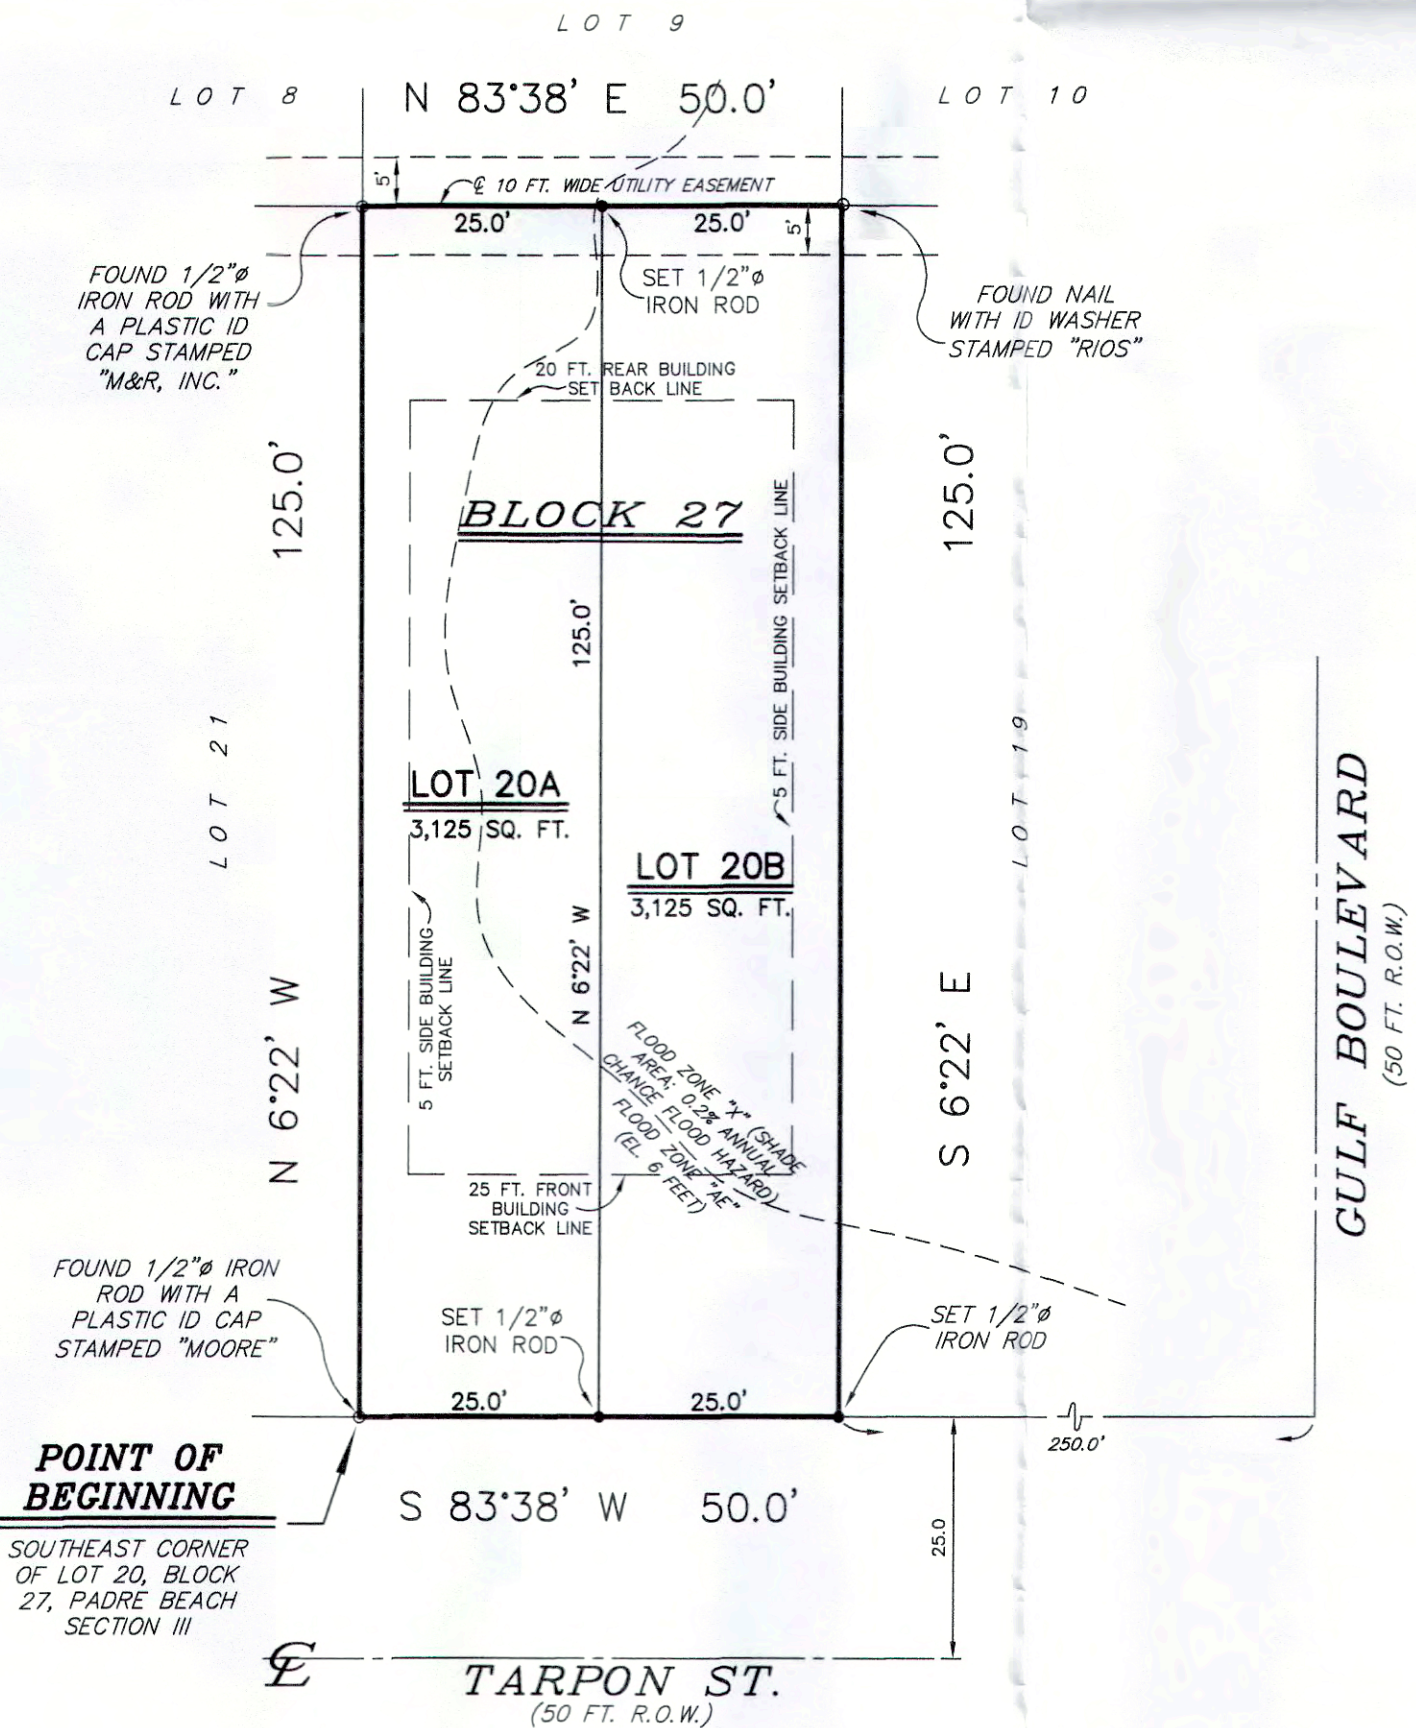 LOT 9
LOT 8
N 83°38' E 50.0'
LOT 10
5'
℄ 10 FT. WIDE UTILITY EASEMENT
25.0'
25.0'
5'
FOUND 1/2"ø
IRON ROD WITH
A PLASTIC ID
CAP STAMPED
"M&R, INC."
SET 1/2"ø
IRON ROD
FOUND NAIL
WITH ID WASHER
STAMPED "RIOS"
20 FT. REAR BUILDING
SET BACK LINE
125.0'
BLOCK 27
125.0'
5 FT. SIDE BUILDING SETBACK LINE
125.0'
LOT 21
LOT 19
LOT 20A
3,125 SQ. FT.
LOT 20B
3,125 SQ. FT.
GULF BOULEVARD
(50 FT. R.O.W.)
N 6°22' W
5 FT. SIDE BUILDING
SETBACK LINE
N 6°22' W
S 6°22' E
FLOOD ZONE "X" (SHADE
AREA; 0.2% ANNUAL
CHANCE FLOOD HAZARD)
FLOOD ZONE "AE"
(EL. 6 FEET)
25 FT. FRONT
BUILDING
SETBACK LINE
FOUND 1/2"ø IRON
ROD WITH A
PLASTIC ID CAP
STAMPED "MOORE"
SET 1/2"ø
IRON ROD
SET 1/2"ø
IRON ROD
25.0'
25.0'
250.0'
POINT OF
BEGINNING
SOUTHEAST CORNER
OF LOT 20, BLOCK
27, PADRE BEACH
SECTION III
S 83°38' W 50.0'
25.0
℄
TARPON ST.
(50 FT. R.O.W.)